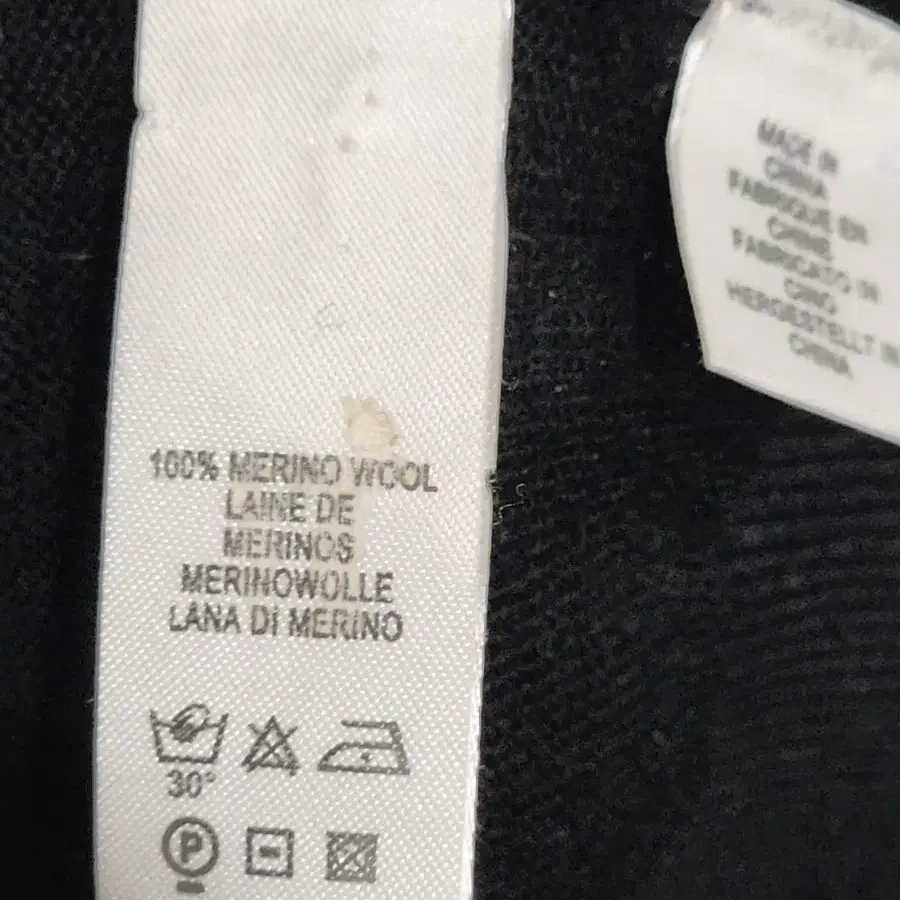 100% MERINO WOOL
LAINE DE
MERINOS
MERINOWOLLE
LANA DI MERINO
30°
P
MADE IN
CHINA
FABRIQUE EN
CHINE
FABRICATO IN
CINO
HERGESTELLT IN
CHINA